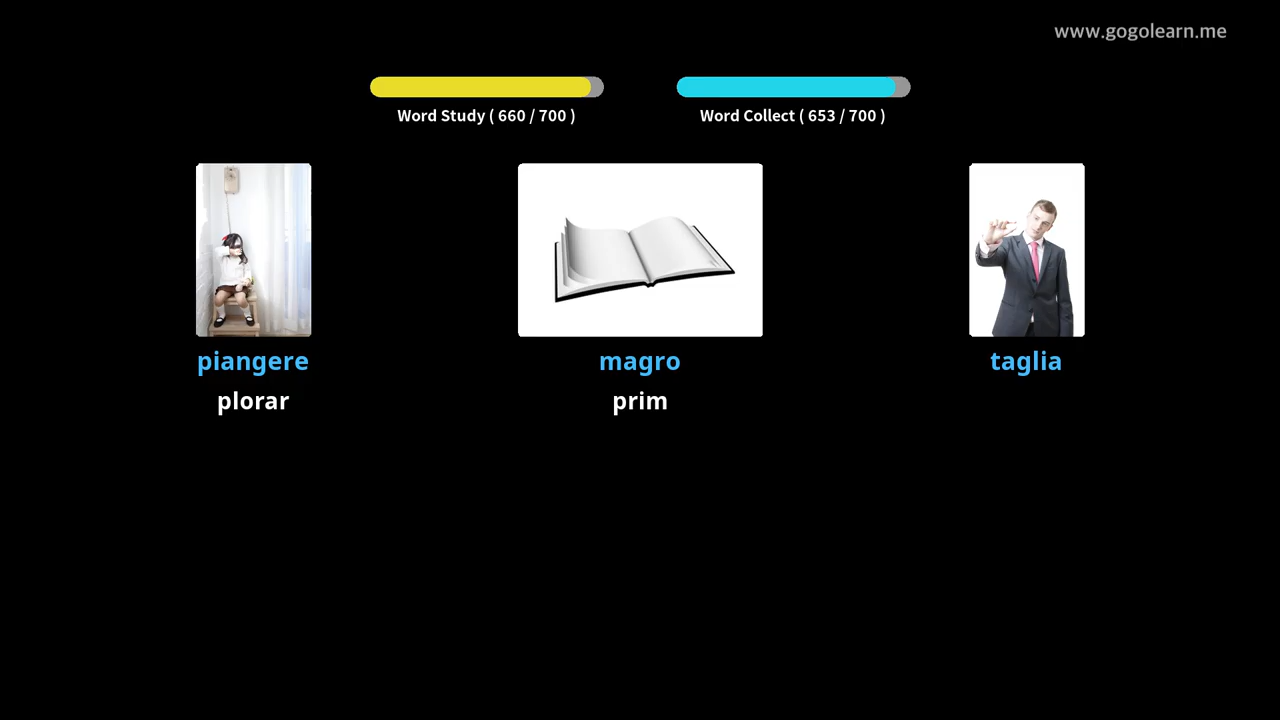 www.gogolearn.me
Word Study ( 660 / 700 )
Word Collect ( 653 / 700 )
piangere
magro
taglia
plorar
prim